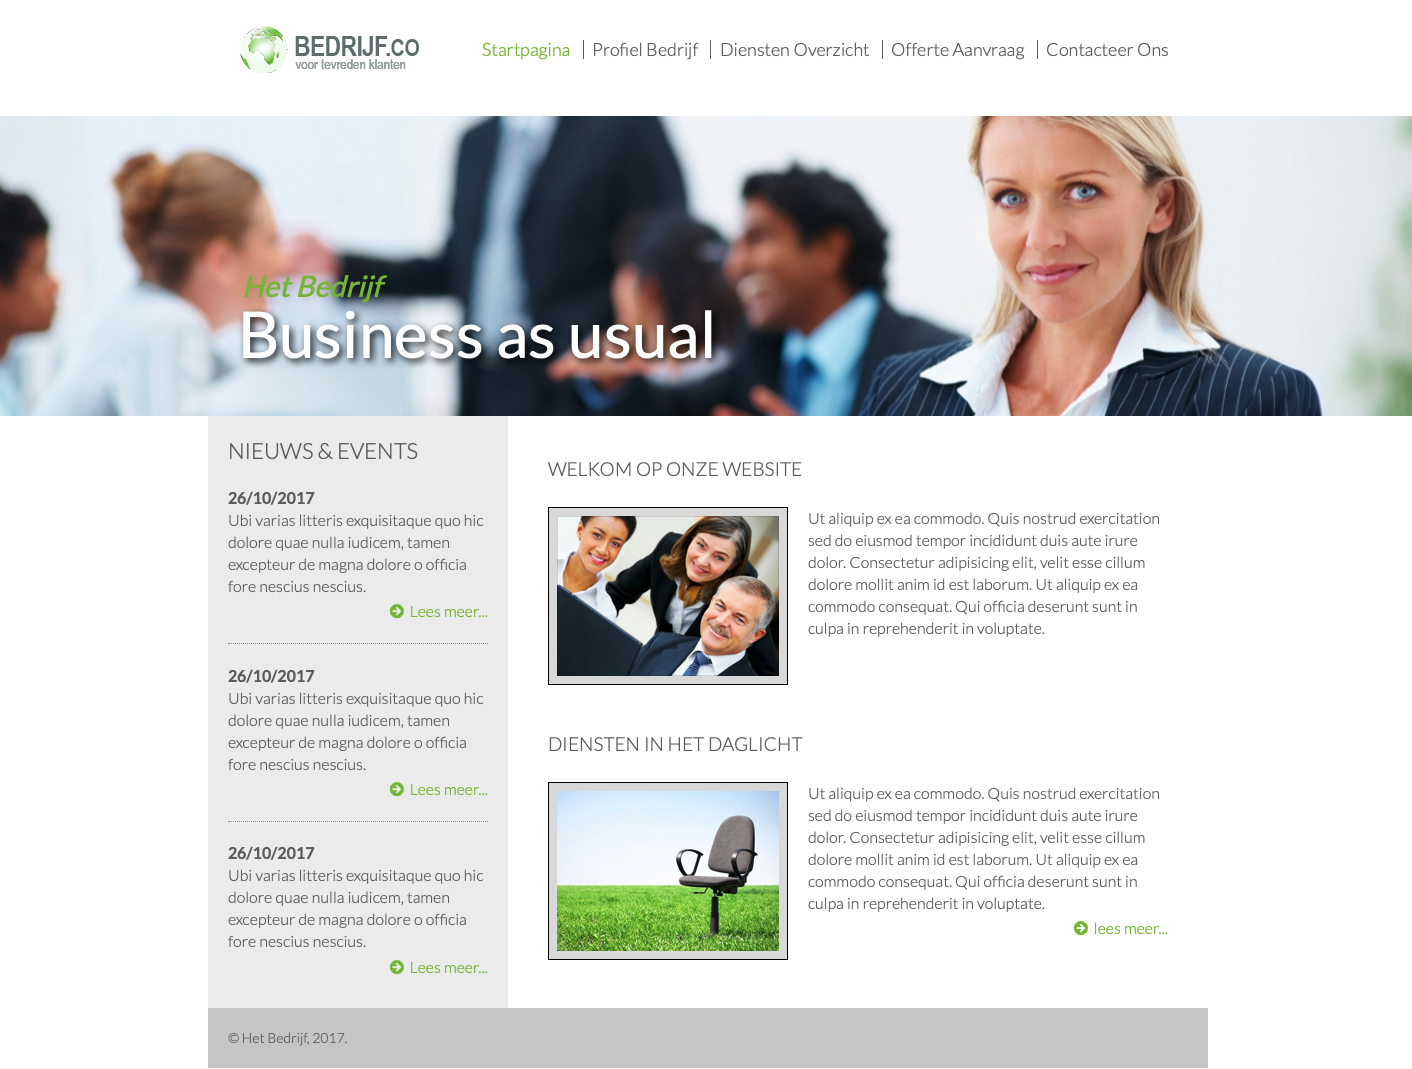 BEDRIJF.CO
voor tevreden klanten
Startpagina
Profiel Bedrijf
Diensten Overzicht
Offerte Aanvraag
Contacteer Ons
Het Bedrijf
Business as usual
NIEUWS & EVENTS
26/10/2017
Ubi varias litteris exquisitaque quo hic
dolore quae nulla iudicem, tamen
excepteur de magna dolore o officia
fore nescius nescius.
Lees meer...
26/10/2017
Ubi varias litteris exquisitaque quo hic
dolore quae nulla iudicem, tamen
excepteur de magna dolore o officia
fore nescius nescius.
Lees meer...
26/10/2017
Ubi varias litteris exquisitaque quo hic
dolore quae nulla iudicem, tamen
excepteur de magna dolore o officia
fore nescius nescius.
Lees meer...
WELKOM OP ONZE WEBSITE
Ut aliquip ex ea commodo. Quis nostrud exercitation
sed do eiusmod tempor incididunt duis aute irure
dolor. Consectetur adipisicing elit, velit esse cillum
dolore mollit anim id est laborum. Ut aliquip ex ea
commodo consequat. Qui officia deserunt sunt in
culpa in reprehenderit in voluptate.
DIENSTEN IN HET DAGLICHT
Ut aliquip ex ea commodo. Quis nostrud exercitation
sed do eiusmod tempor incididunt duis aute irure
dolor. Consectetur adipisicing elit, velit esse cillum
dolore mollit anim id est laborum. Ut aliquip ex ea
commodo consequat. Qui officia deserunt sunt in
culpa in reprehenderit in voluptate.
lees meer...
© Het Bedrijf, 2017.